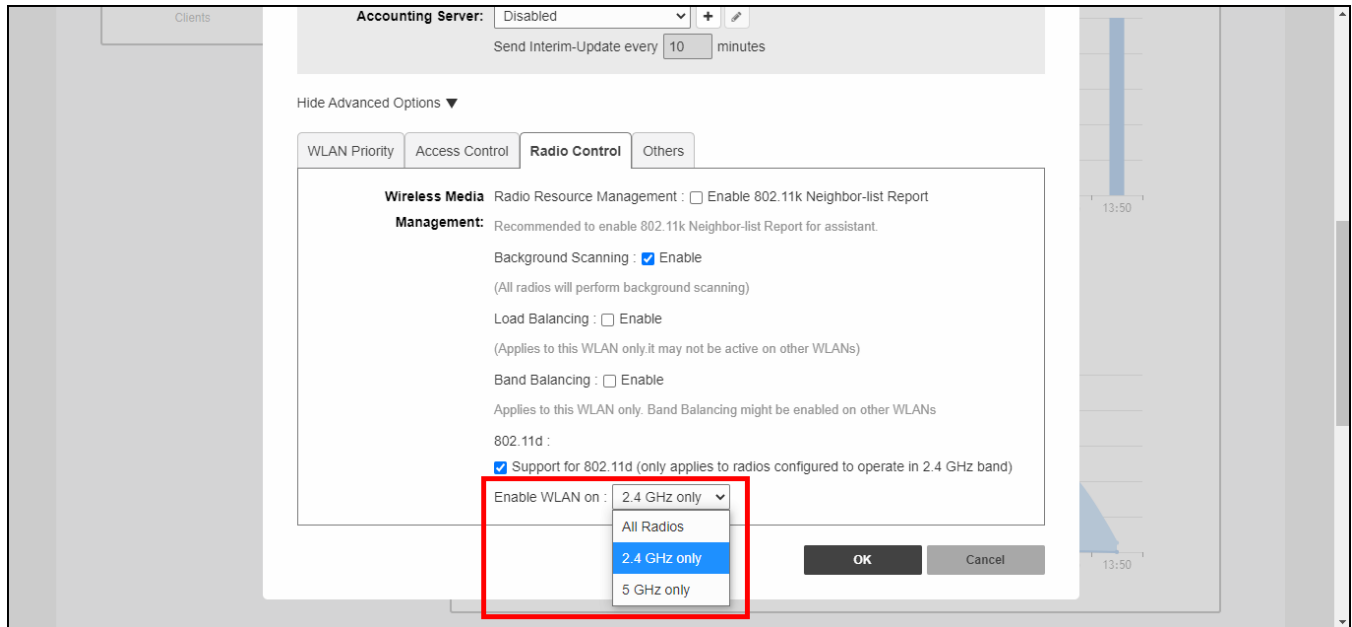 Clients
Accounting Server: Disabled +
Send Interim-Update every 10 minutes
Hide Advanced Options ▼
WLAN Priority Access Control Radio Control Others
Wireless Media Management: Radio Resource Management : Enable 802.11k Neighbor-list Report
Recommended to enable 802.11k Neighbor-list Report for assistant.
Background Scanning : Enable
(All radios will perform background scanning)
Load Balancing : Enable
(Applies to this WLAN only.it may not be active on other WLANs)
Band Balancing : Enable
Applies to this WLAN only. Band Balancing might be enabled on other WLANs
802.11d :
Support for 802.11d (only applies to radios configured to operate in 2.4 GHz band)
Enable WLAN on : 2.4 GHz only
All Radios
2.4 GHz only
5 GHz only
OK Cancel
13:50
13:50